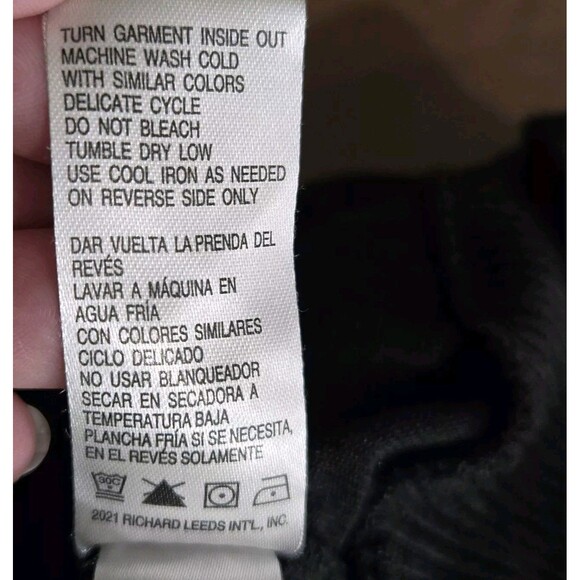 TURN GARMENT INSIDE OUT
MACHINE WASH COLD
WITH SIMILAR COLORS
DELICATE CYCLE
DO NOT BLEACH
TUMBLE DRY LOW
USE COOL IRON AS NEEDED
ON REVERSE SIDE ONLY
DAR VUELTA LA PRENDA DEL
REVÉS
LAVAR A MÁQUINA EN
AGUA FRÍA
CON COLORES SIMILARES
CICLO DELICADO
NO USAR BLANQUEADOR
SECAR EN SECADORA A
TEMPERATURA BAJA
PLANCHA FRÍA SI SE NECESITA,
EN EL REVÉS SOLAMENTE
30C
2021 RICHARD LEEDS INT'L., INC.